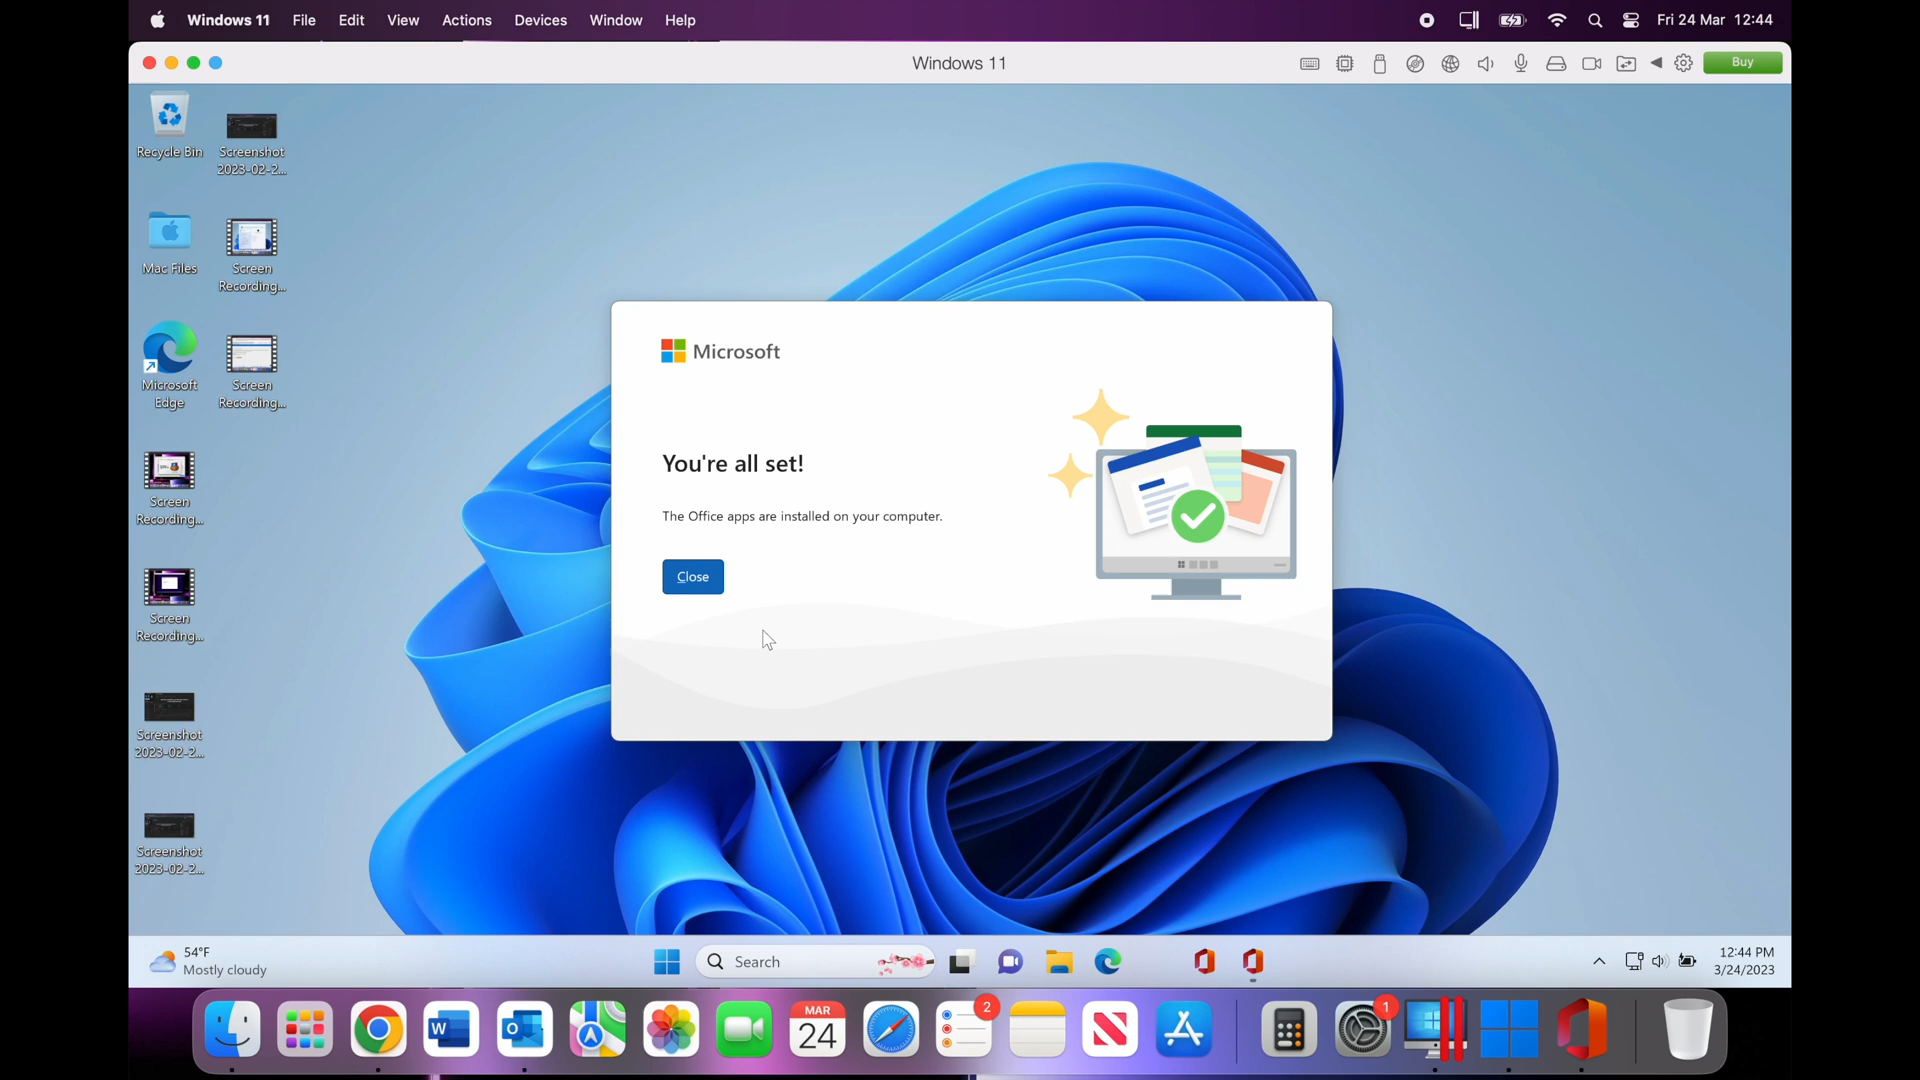 Windows 11 File Edit View Actions Devices Window Help
Fri 24 Mar 12:44
Windows 11
Buy
Recycle Bin
Screenshot
2023-02-2...
Mac Files
Screen
Recording...
Microsoft
Edge
Screen
Recording...
Screen
Recording...
Screen
Recording...
Screenshot
2023-02-2...
Screenshot
2023-02-2...
Microsoft
You're all set!
The Office apps are installed on your computer.
Close
54°F
Mostly cloudy
Search
12:44 PM
3/24/2023
W
O
MAR
24
2
1